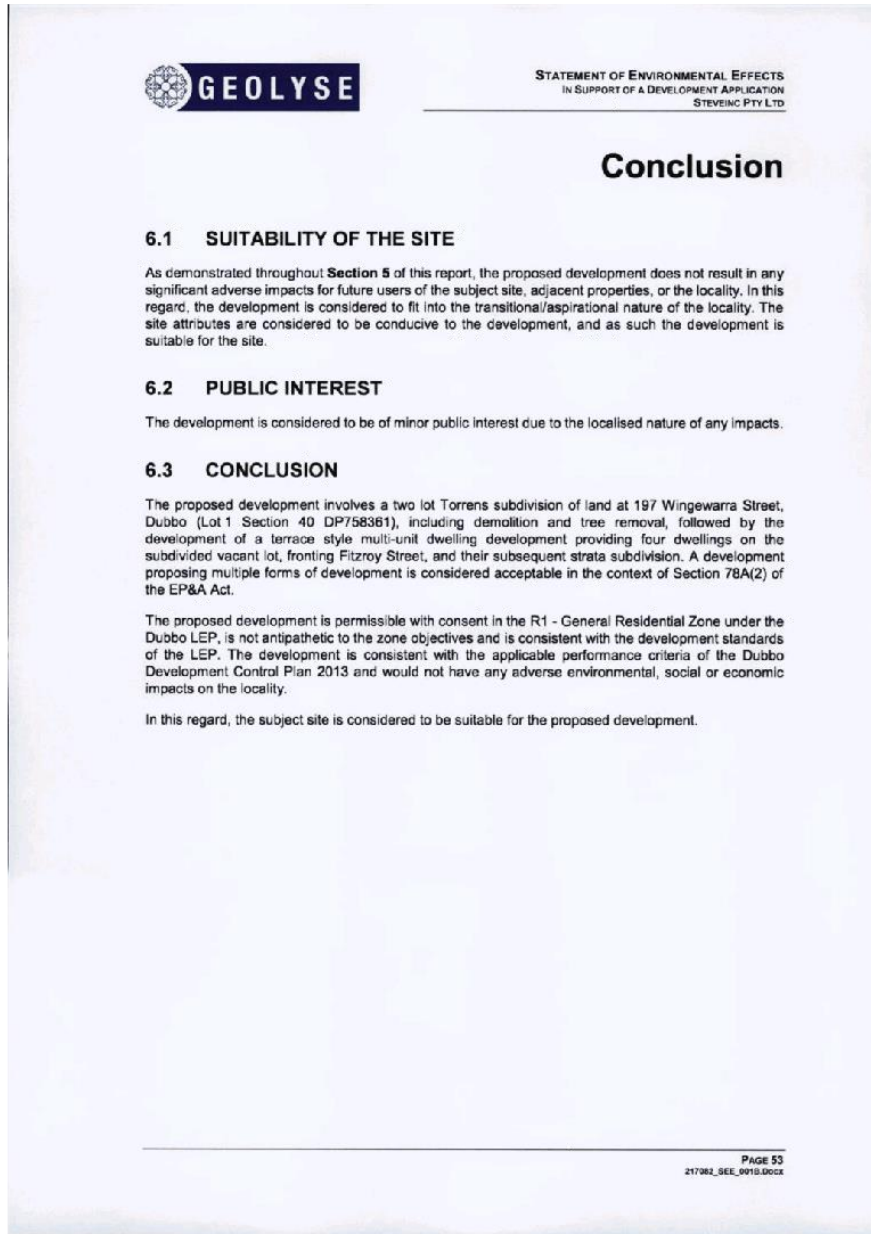 GEOLYSE
STATEMENT OF ENVIRONMENTAL EFFECTS
IN SUPPORT OF A DEVELOPMENT APPLICATION
STEVEINC PTY LTD
Conclusion
6.1 SUITABILITY OF THE SITE
As demonstrated throughout Section 5 of this report, the proposed development does not result in any
significant adverse impacts for future users of the subject site, adjacent properties, or the locality. In this
regard, the development is considered to fit into the transitional/aspirational nature of the locality. The
site attributes are considered to be conducive to the development, and as such the development is
suitable for the site.
6.2 PUBLIC INTEREST
The development is considered to be of minor public interest due to the localised nature of any impacts.
6.3 CONCLUSION
The proposed development involves a two lot Torrens subdivision of land at 197 Wingewarra Street,
Dubbo (Lot 1 Section 40 DP758361), including demolition and tree removal, followed by the
development of a terrace style multi-unit dwelling development providing four dwellings on the
subdivided vacant lot, fronting Fitzroy Street, and their subsequent strata subdivision. A development
proposing multiple forms of development is considered acceptable in the context of Section 78A(2) of
the EP&A Act.
The proposed development is permissible with consent in the R1 - General Residential Zone under the
Dubbo LEP, is not antipathetic to the zone objectives and is consistent with the development standards
of the LEP. The development is consistent with the applicable performance criteria of the Dubbo
Development Control Plan 2013 and would not have any adverse environmental, social or economic
impacts on the locality.
In this regard, the subject site is considered to be suitable for the proposed development.
PAGE 53
217082_SEE_001B.Docx